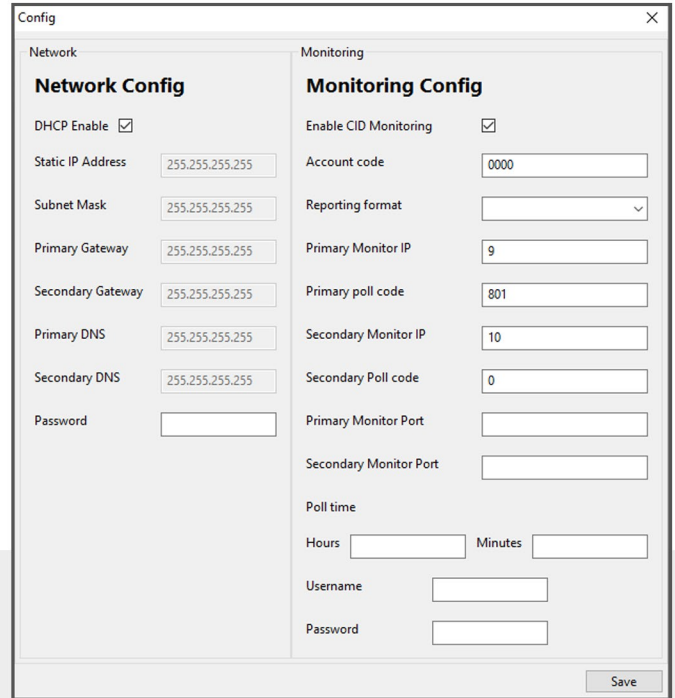 Config
Network
Network Config
DHCP Enable
Static IP Address 255.255.255.255
Subnet Mask 255.255.255.255
Primary Gateway 255.255.255.255
Secondary Gateway 255.255.255.255
Primary DNS 255.255.255.255
Secondary DNS 255.255.255.255
Password
Monitoring
Monitoring Config
Enable CID Monitoring
Account code 0000
Reporting format
Primary Monitor IP 9
Primary poll code 801
Secondary Monitor IP 10
Secondary Poll code 0
Primary Monitor Port
Secondary Monitor Port
Poll time
Hours Minutes
Username
Password
Save